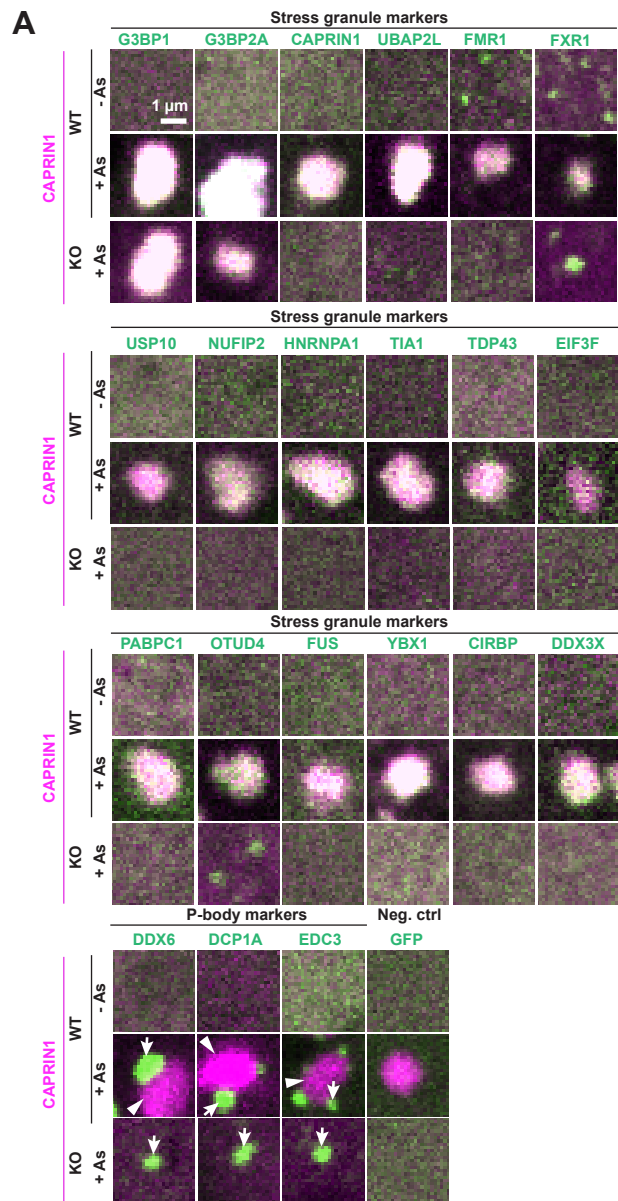 A
Stress granule markers
G3BP1 G3BP2A CAPRIN1 UBAP2L FMR1 FXR1
CAPRIN1
WT
KO
- As
+ As
+ As
1 µm
Stress granule markers
USP10 NUFIP2 HNRNPA1 TIA1 TDP43 EIF3F
CAPRIN1
WT
KO
- As
+ As
+ As
Stress granule markers
PABPC1 OTUD4 FUS YBX1 CIRBP DDX3X
CAPRIN1
WT
KO
- As
+ As
+ As
P-body markers Neg. ctrl
DDX6 DCP1A EDC3 GFP
CAPRIN1
WT
KO
- As
+ As
+ As